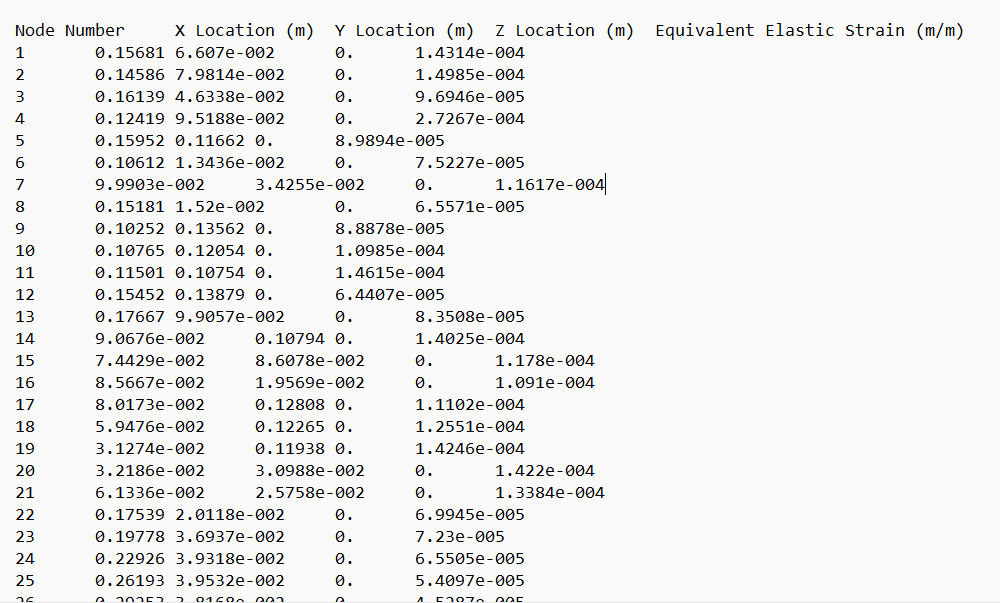 Node Number X Location (m) Y Location (m) Z Location (m) Equivalent Elastic Strain (m/m)
1 0.15681 6.607e-002 0. 1.4314e-004
2 0.14586 7.9814e-002 0. 1.4985e-004
3 0.16139 4.6338e-002 0. 9.6946e-005
4 0.12419 9.5188e-002 0. 2.7267e-004
5 0.15952 0.11662 0. 8.9894e-005
6 0.10612 1.3436e-002 0. 7.5227e-005
7 9.9903e-002 3.4255e-002 0. 1.1617e-004
8 0.15181 1.52e-002 0. 6.5571e-005
9 0.10252 0.13562 0. 8.8878e-005
10 0.10765 0.12054 0. 1.0985e-004
11 0.11501 0.10754 0. 1.4615e-004
12 0.15452 0.13879 0. 6.4407e-005
13 0.17667 9.9057e-002 0. 8.3508e-005
14 9.0676e-002 0.10794 0. 1.4025e-004
15 7.4429e-002 8.6078e-002 0. 1.178e-004
16 8.5667e-002 1.9569e-002 0. 1.091e-004
17 8.0173e-002 0.12808 0. 1.1102e-004
18 5.9476e-002 0.12265 0. 1.2551e-004
19 3.1274e-002 0.11938 0. 1.4246e-004
20 3.2186e-002 3.0988e-002 0. 1.422e-004
21 6.1336e-002 2.5758e-002 0. 1.3384e-004
22 0.17539 2.0118e-002 0. 6.9945e-005
23 0.19778 3.6937e-002 0. 7.23e-005
24 0.22926 3.9318e-002 0. 6.5505e-005
25 0.26193 3.9532e-002 0. 5.4097e-005
26 0.29253 3.8168e-002 0. 4.5287e-005